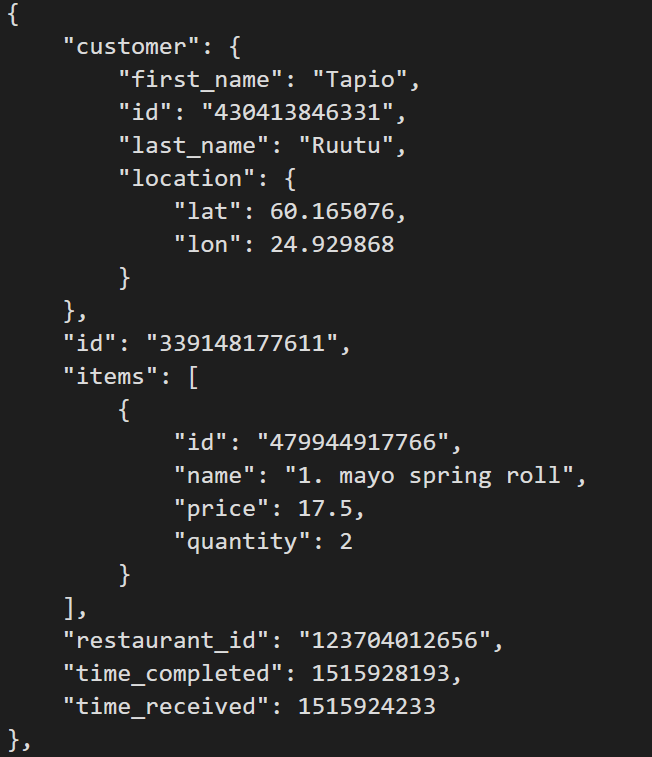 {
    "customer": {
        "first_name": "Tapio",
        "id": "430413846331",
        "last_name": "Ruutu",
        "location": {
            "lat": 60.165076,
            "lon": 24.929868
        }
    },
    "id": "339148177611",
    "items": [
        {
            "id": "479944917766",
            "name": "1. mayo spring roll",
            "price": 17.5,
            "quantity": 2
        }
    ],
    "restaurant_id": "123704012656",
    "time_completed": 1515928193,
    "time_received": 1515924233
},